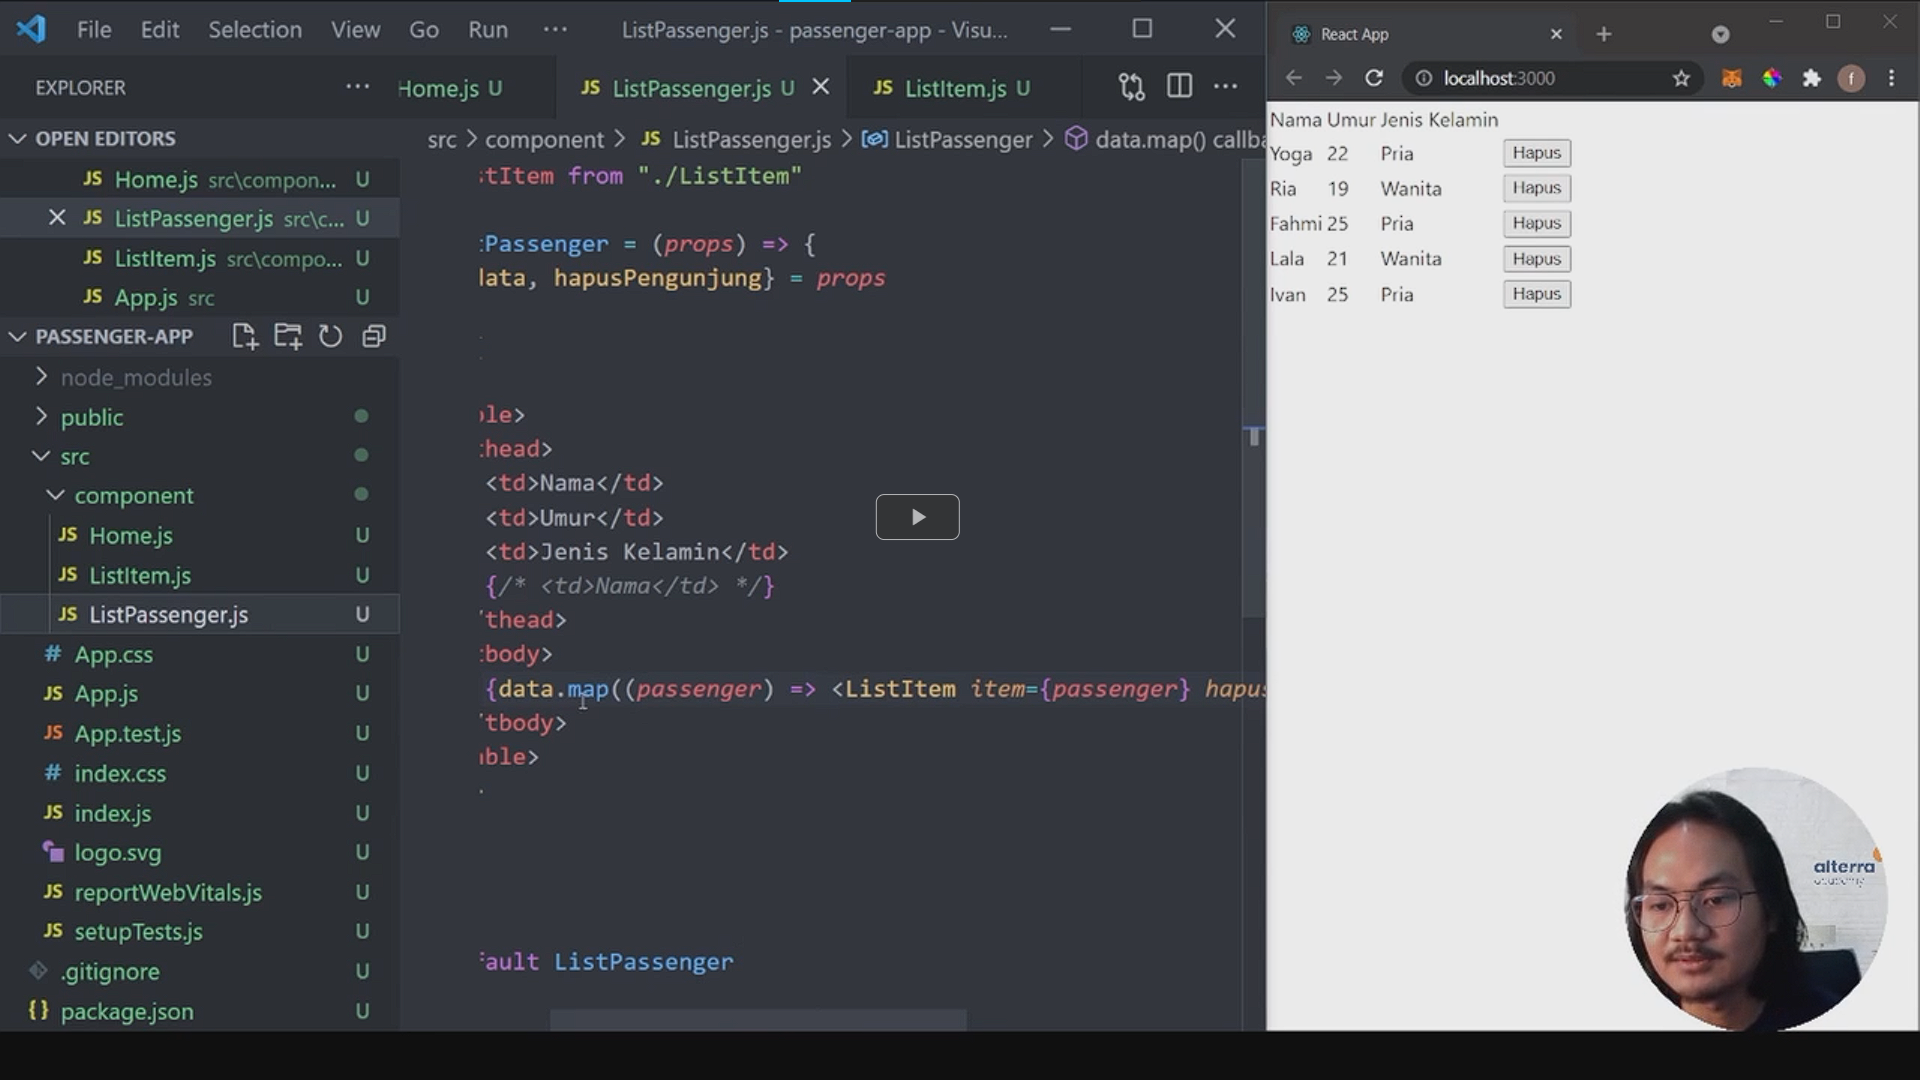 File Edit Selection View Go Run ··· ListPassenger.js - passenger-app - Visu...
EXPLORER ···
Home.js U
JS ListPassenger.js U
JS ListItem.js U
OPEN EDITORS
JS Home.js src\compon... U
JS ListPassenger.js src\c... U
JS ListItem.js src\compo... U
JS App.js src U
PASSENGER-APP
node_modules
public
src
component
JS Home.js U
JS ListItem.js U
JS ListPassenger.js U
# App.css U
JS App.js U
JS App.test.js U
# index.css U
JS index.js U
logo.svg U
JS reportWebVitals.js U
JS setupTests.js U
.gitignore U
{} package.json U
src > component > JS ListPassenger.js > ListPassenger > data.map() callba
stItem from "./ListItem"
Passenger = (props) => {
data, hapusPengunjung} = props
ble>
head>
<td>Nama</td>
<td>Umur</td>
<td>Jenis Kelamin</td>
{/* <td>Nama</td> */}
thead>
body>
{data.map((passenger) => <ListItem item={passenger} hapus
tbody>
ble>
ault ListPassenger
React App
localhost:3000
f
Nama Umur Jenis Kelamin
Yoga 22 Pria Hapus
Ria 19 Wanita Hapus
Fahmi 25 Pria Hapus
Lala 21 Wanita Hapus
Ivan 25 Pria Hapus
alterra
academy